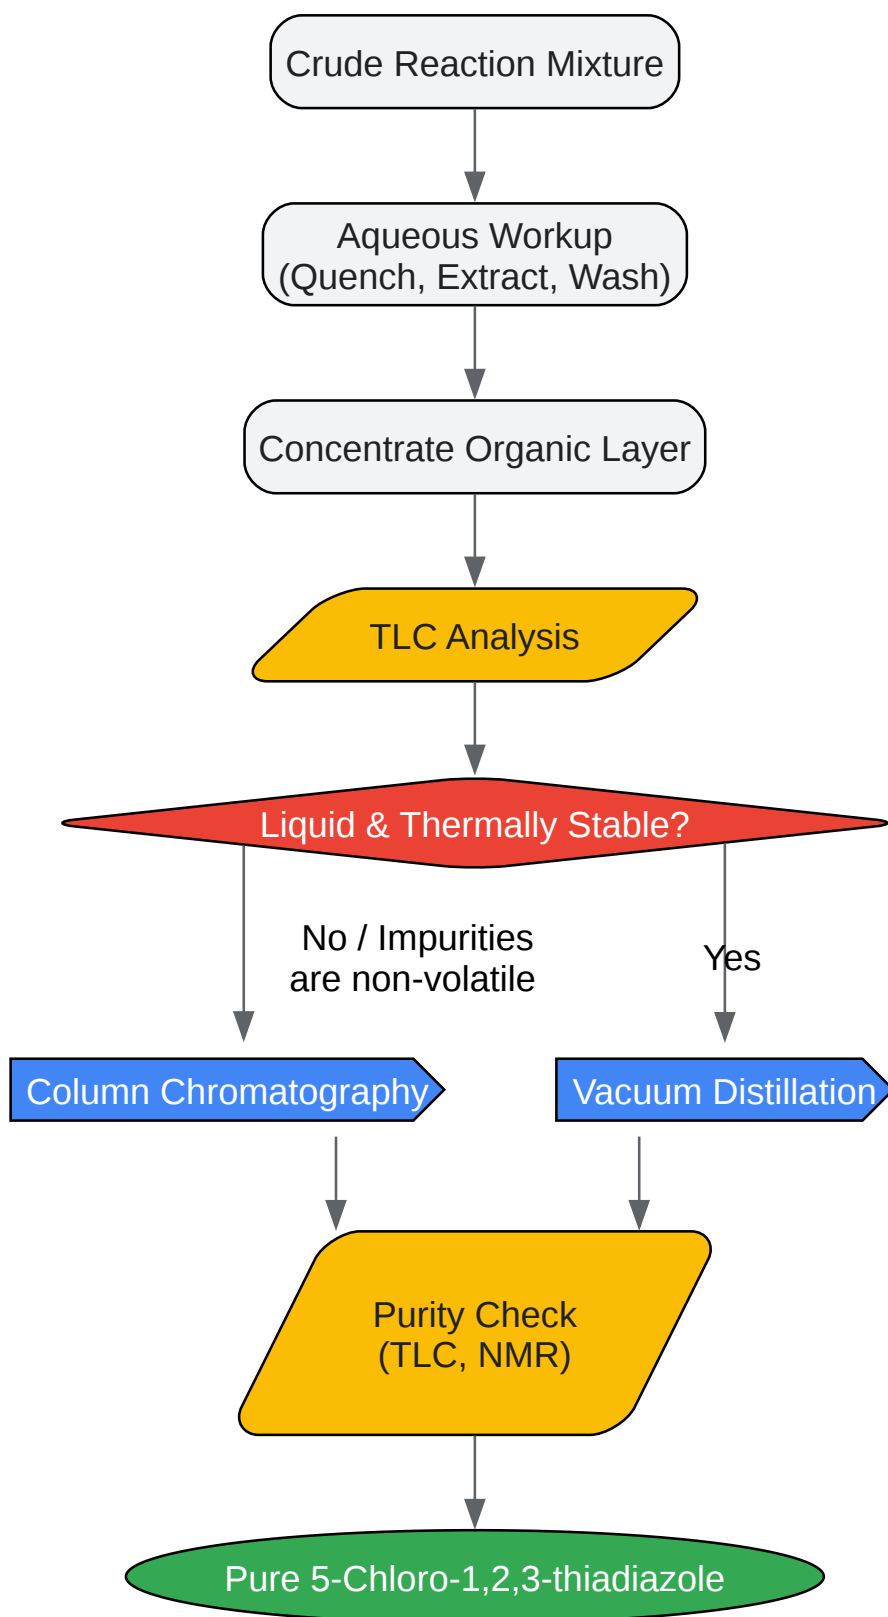 Crude Reaction Mixture
Aqueous Workup
(Quench, Extract, Wash)
Concentrate Organic Layer
TLC Analysis
Liquid & Thermally Stable?
No / Impurities
are non-volatile
Yes
Column Chromatography
Vacuum Distillation
Purity Check
(TLC, NMR)
Pure 5-Chloro-1,2,3-thiadiazole